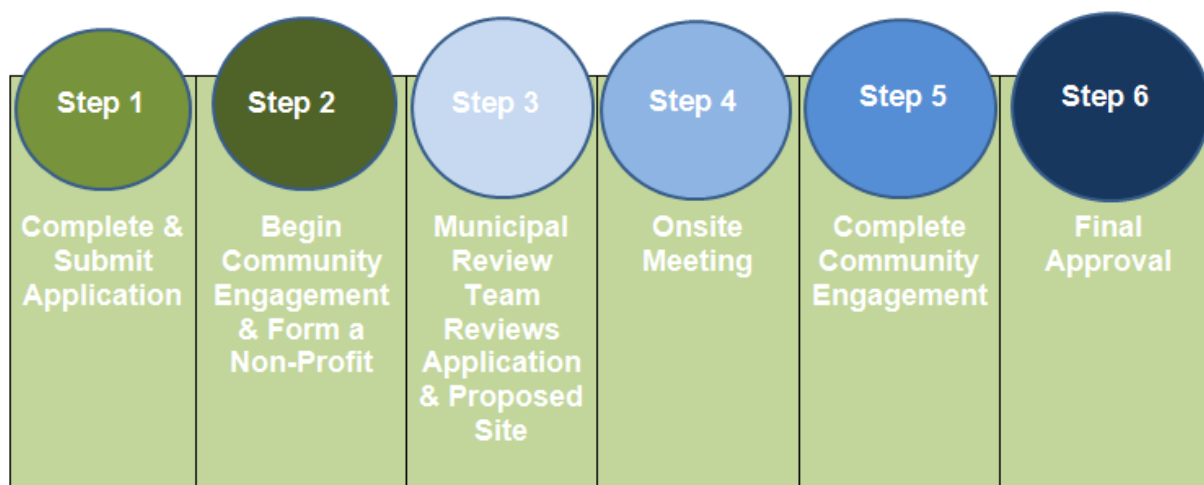 Step 1
Complete &
Submit
Application
Step 2
Begin
Community
Engagement
& Form a
Non-Profit
Step 3
Municipal
Review
Team
Reviews
Application
& Proposed
Site
Step 4
Onsite
Meeting
Step 5
Complete
Community
Engagement
Step 6
Final
Approval